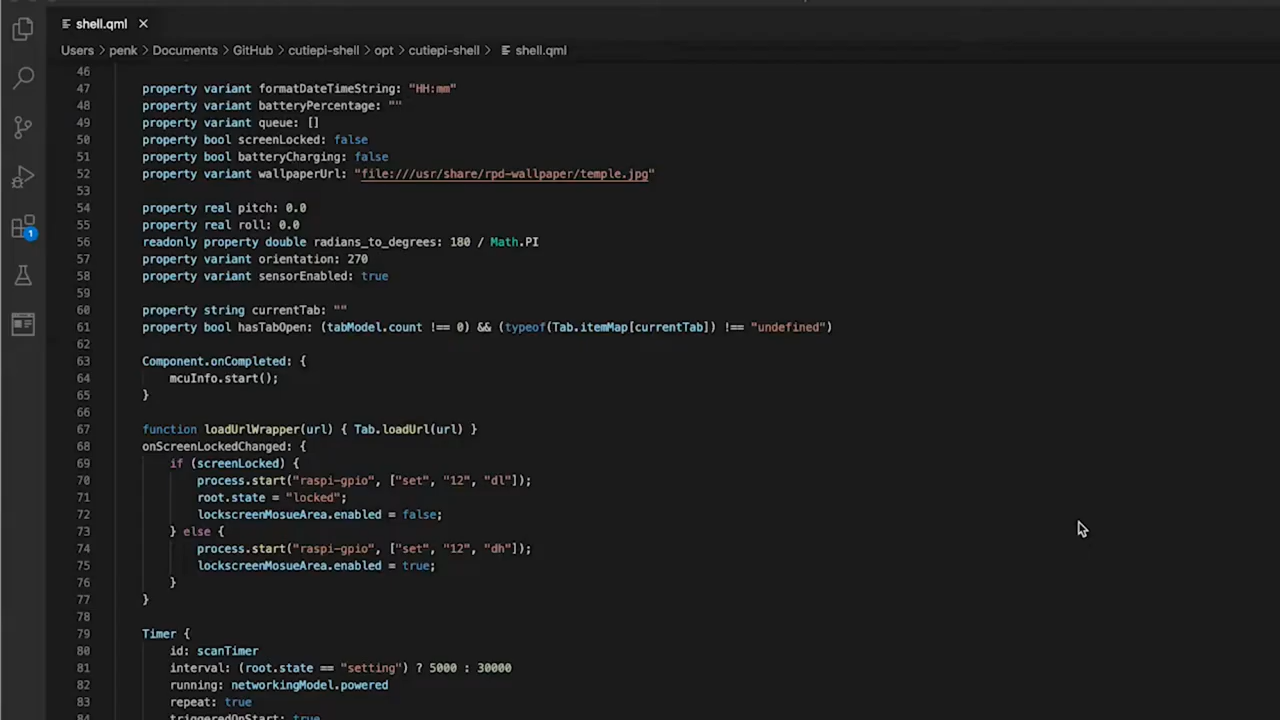 shell.qml
Users > penk > Documents > GitHub > cutiepi-shell > opt > cutiepi-shell > shell.qml
46
47 property variant formatDateTimeString: "HH:mm"
48 property variant batteryPercentage: ""
49 property variant queue: []
50 property bool screenLocked: false
51 property bool batteryCharging: false
52 property variant wallpaperUrl: "file:///usr/share/rpd-wallpaper/temple.jpg"
53
54 property real pitch: 0.0
55 property real roll: 0.0
56 readonly property double radians_to_degrees: 180 / Math.PI
57 property variant orientation: 270
58 property variant sensorEnabled: true
59
60 property string currentTab: ""
61 property bool hasTabOpen: (tabModel.count !== 0) && (typeof(Tab.itemMap[currentTab]) !== "undefined")
62
63 Component.onCompleted: {
64 mcuInfo.start();
65 }
66
67 function loadUrlWrapper(url) { Tab.loadUrl(url) }
68 onScreenLockedChanged: {
69 if (screenLocked) {
70 process.start("raspi-gpio", ["set", "12", "dl"]);
71 root.state = "locked";
72 lockscreenMosueArea.enabled = false;
73 } else {
74 process.start("raspi-gpio", ["set", "12", "dh"]);
75 lockscreenMosueArea.enabled = true;
76 }
77 }
78
79 Timer {
80 id: scanTimer
81 interval: (root.state == "setting") ? 5000 : 30000
82 running: networkingModel.powered
83 repeat: true
84 triggeredOnStart: true
1